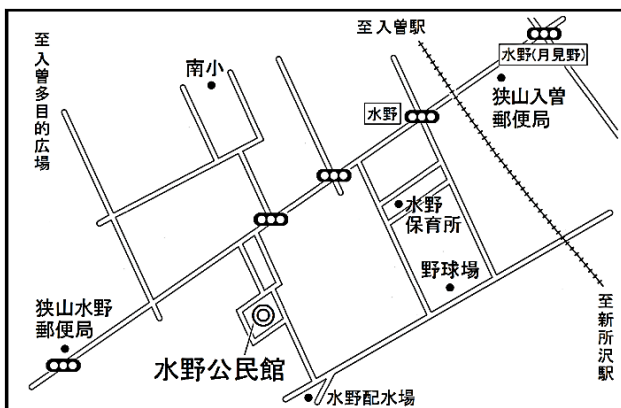 至入曽多目的広場
南小
至入曽駅
水野(月見野)
水野
狭山入曽
郵便局
水野
保育所
野球場
至新所沢駅
狭山水野
郵便局
水野公民館
水野配水場